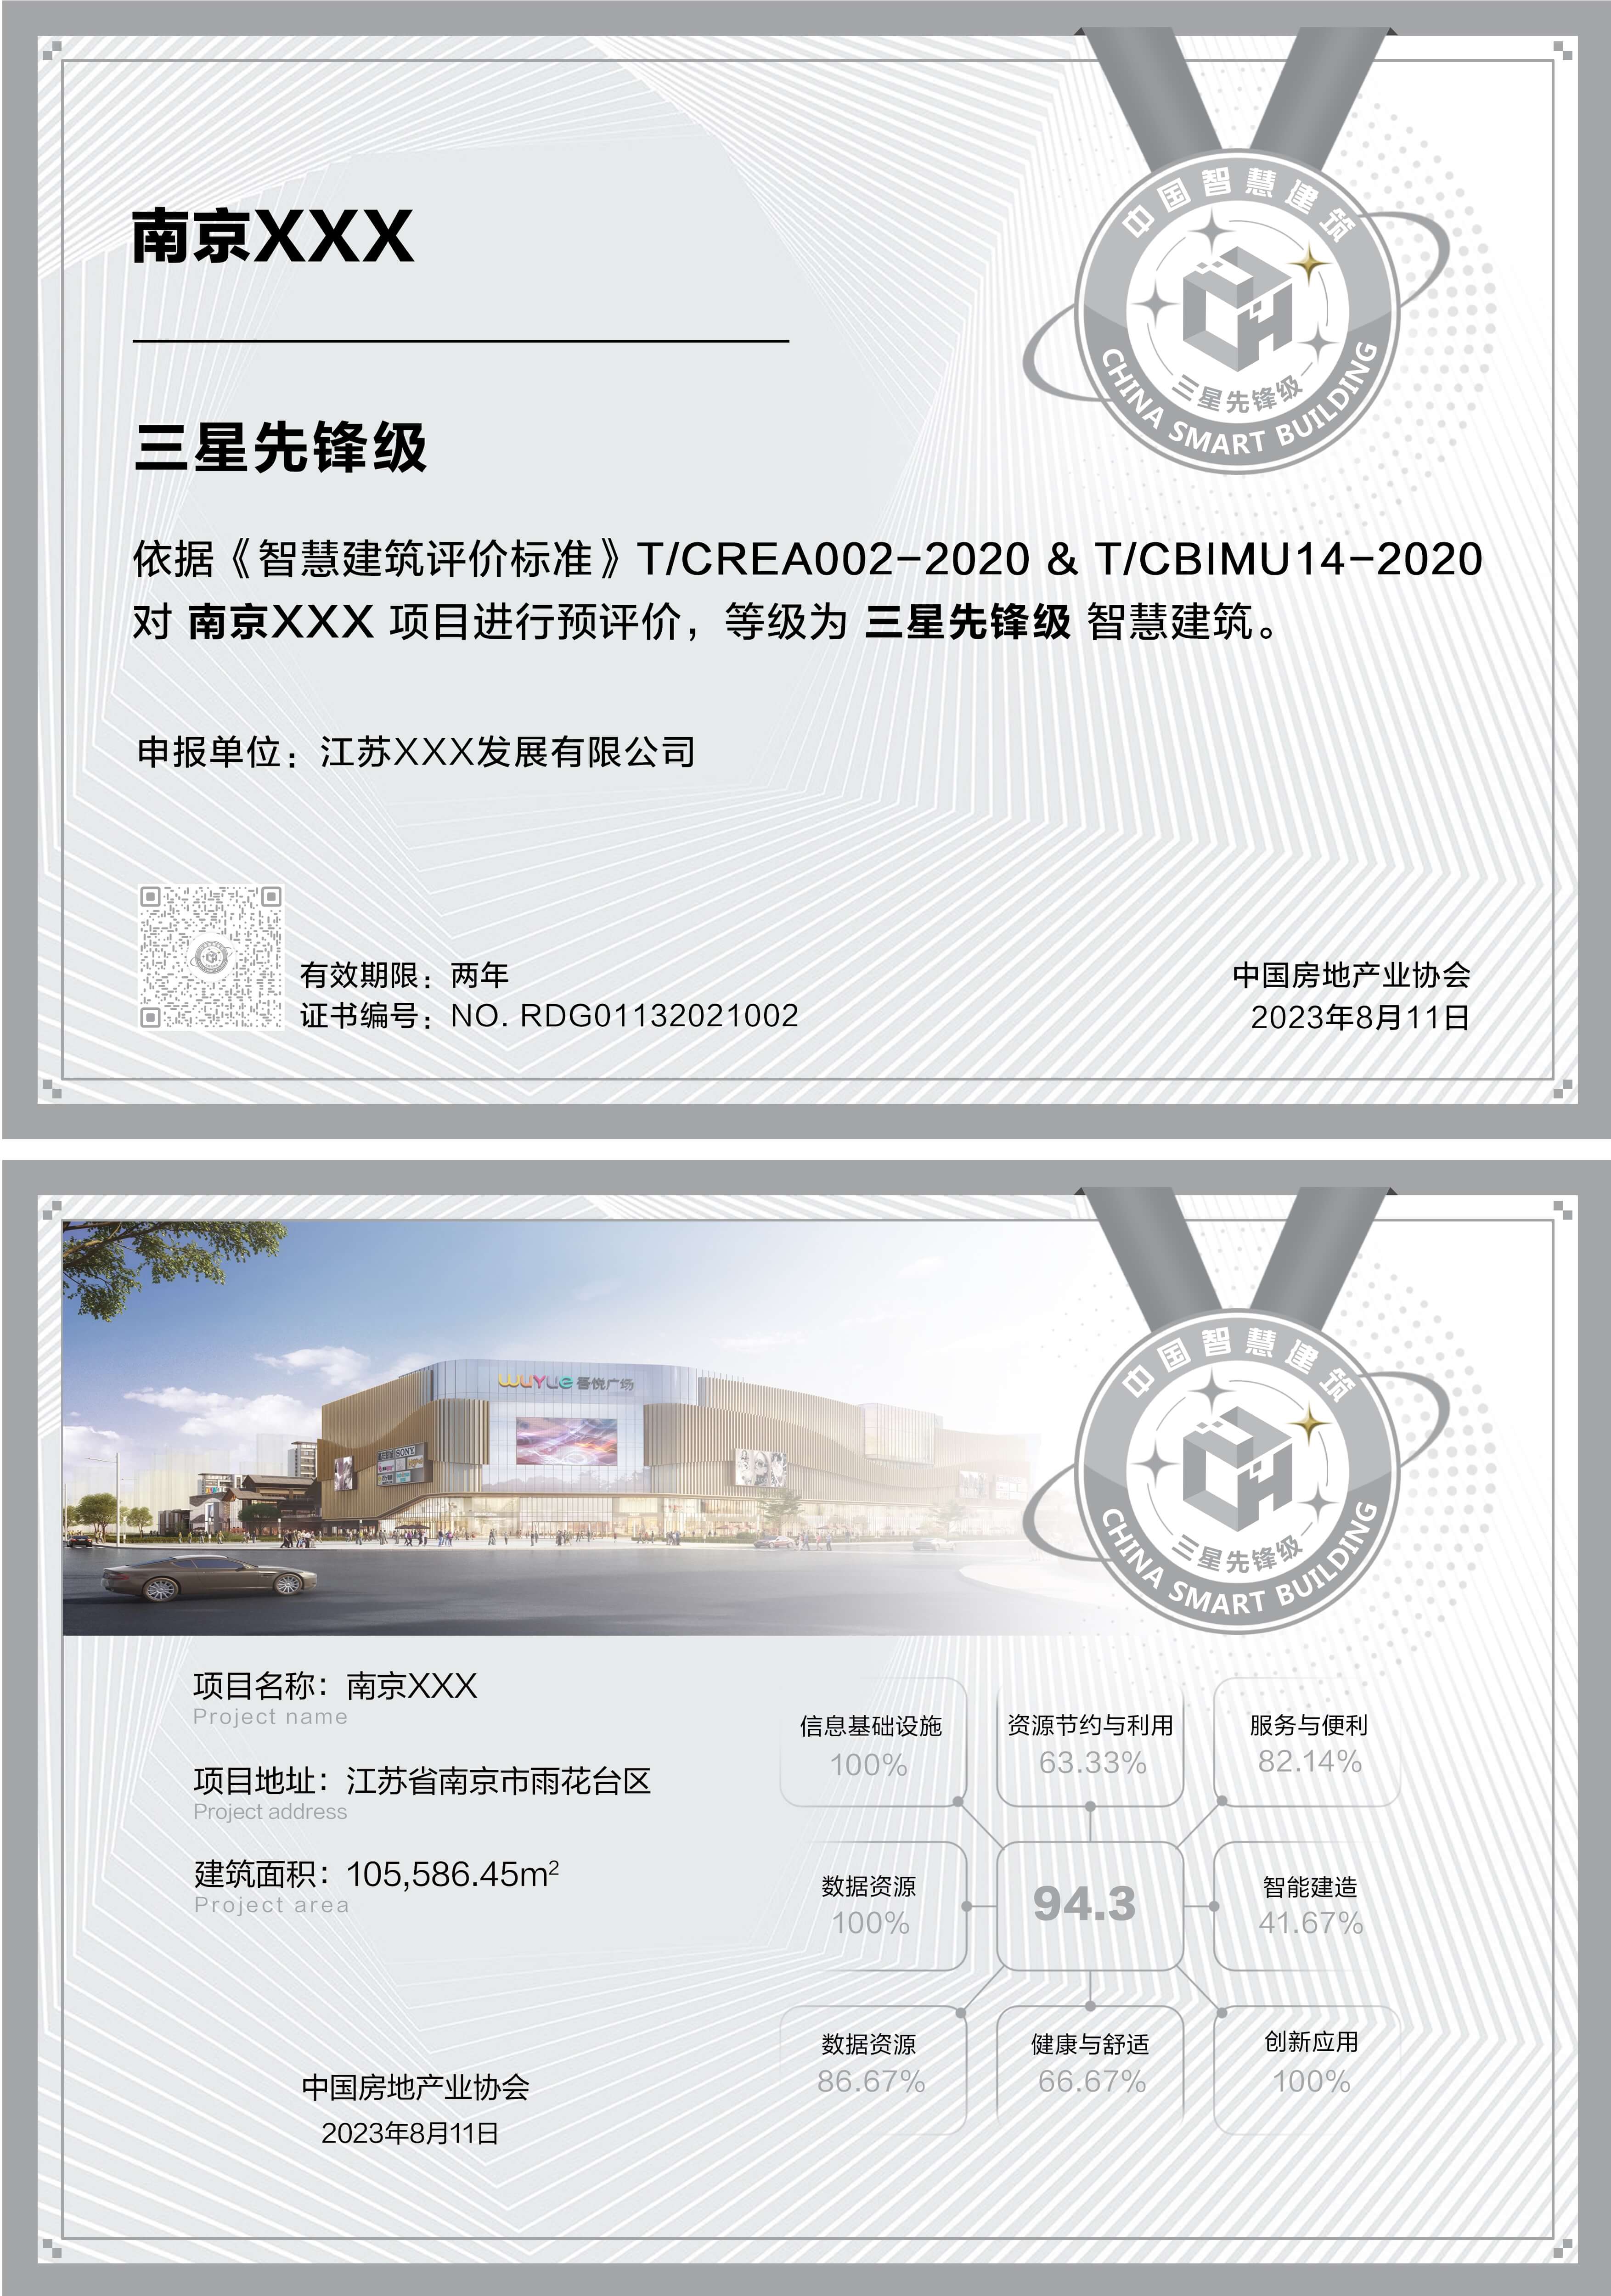 南京XXX
中国智慧建筑
三星先锋级
CHINA SMART BUILDING
三星先锋级
依据《智慧建筑评价标准》T/CREA002-2020 & T/CBIMU14-2020
对 南京XXX 项目进行预评价，等级为 三星先锋级 智慧建筑。
申报单位：江苏XXX发展有限公司
有效期限：两年
证书编号：NO. RDG01132021002
中国房地产业协会
2023年8月11日
中国智慧建筑
三星先锋级
CHINA SMART BUILDING
WUYUE 吾悦广场
SONY
项目名称：南京XXX
Project name
项目地址：江苏省南京市雨花台区
Project address
建筑面积：105,586.45m²
Project area
信息基础设施
100%
资源节约与利用
63.33%
服务与便利
82.14%
数据资源
100%
94.3
智能建造
41.67%
数据资源
86.67%
健康与舒适
66.67%
创新应用
100%
中国房地产业协会
2023年8月11日